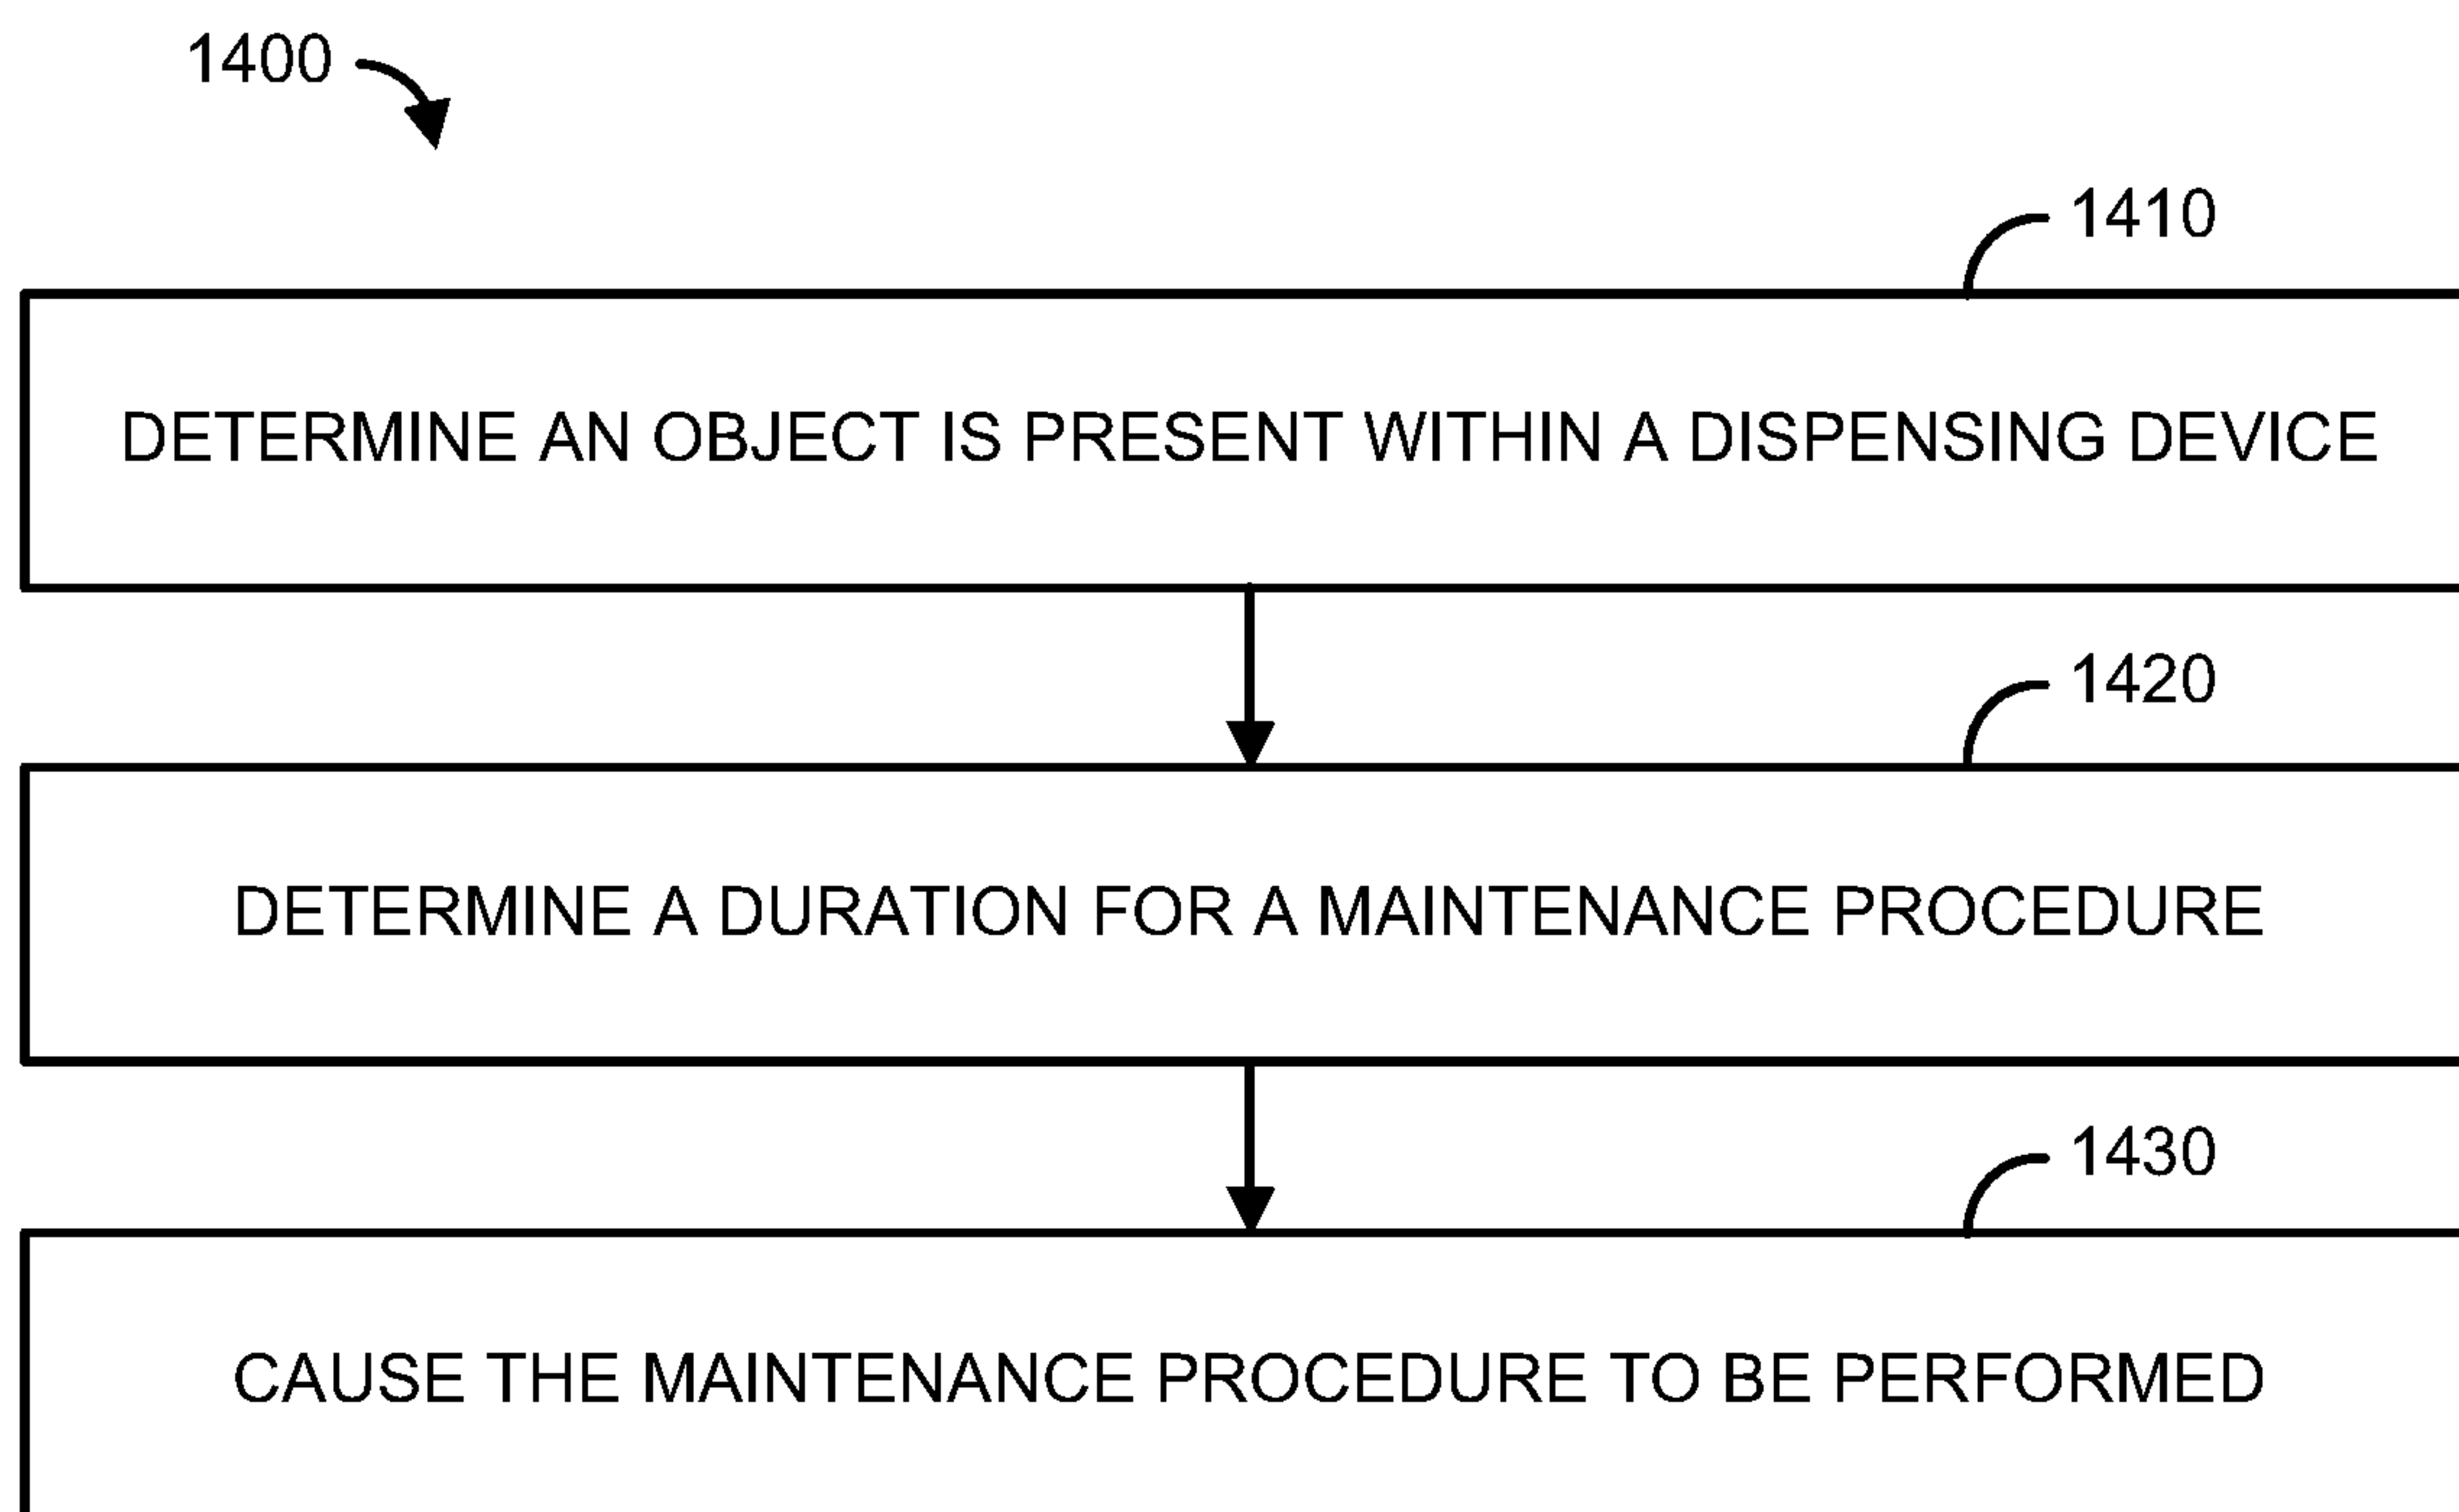 1400
1410
DETERMINE AN OBJECT IS PRESENT WITHIN A DISPENSING DEVICE
1420
DETERMINE A DURATION FOR A MAINTENANCE PROCEDURE
1430
CAUSE THE MAINTENANCE PROCEDURE TO BE PERFORMED